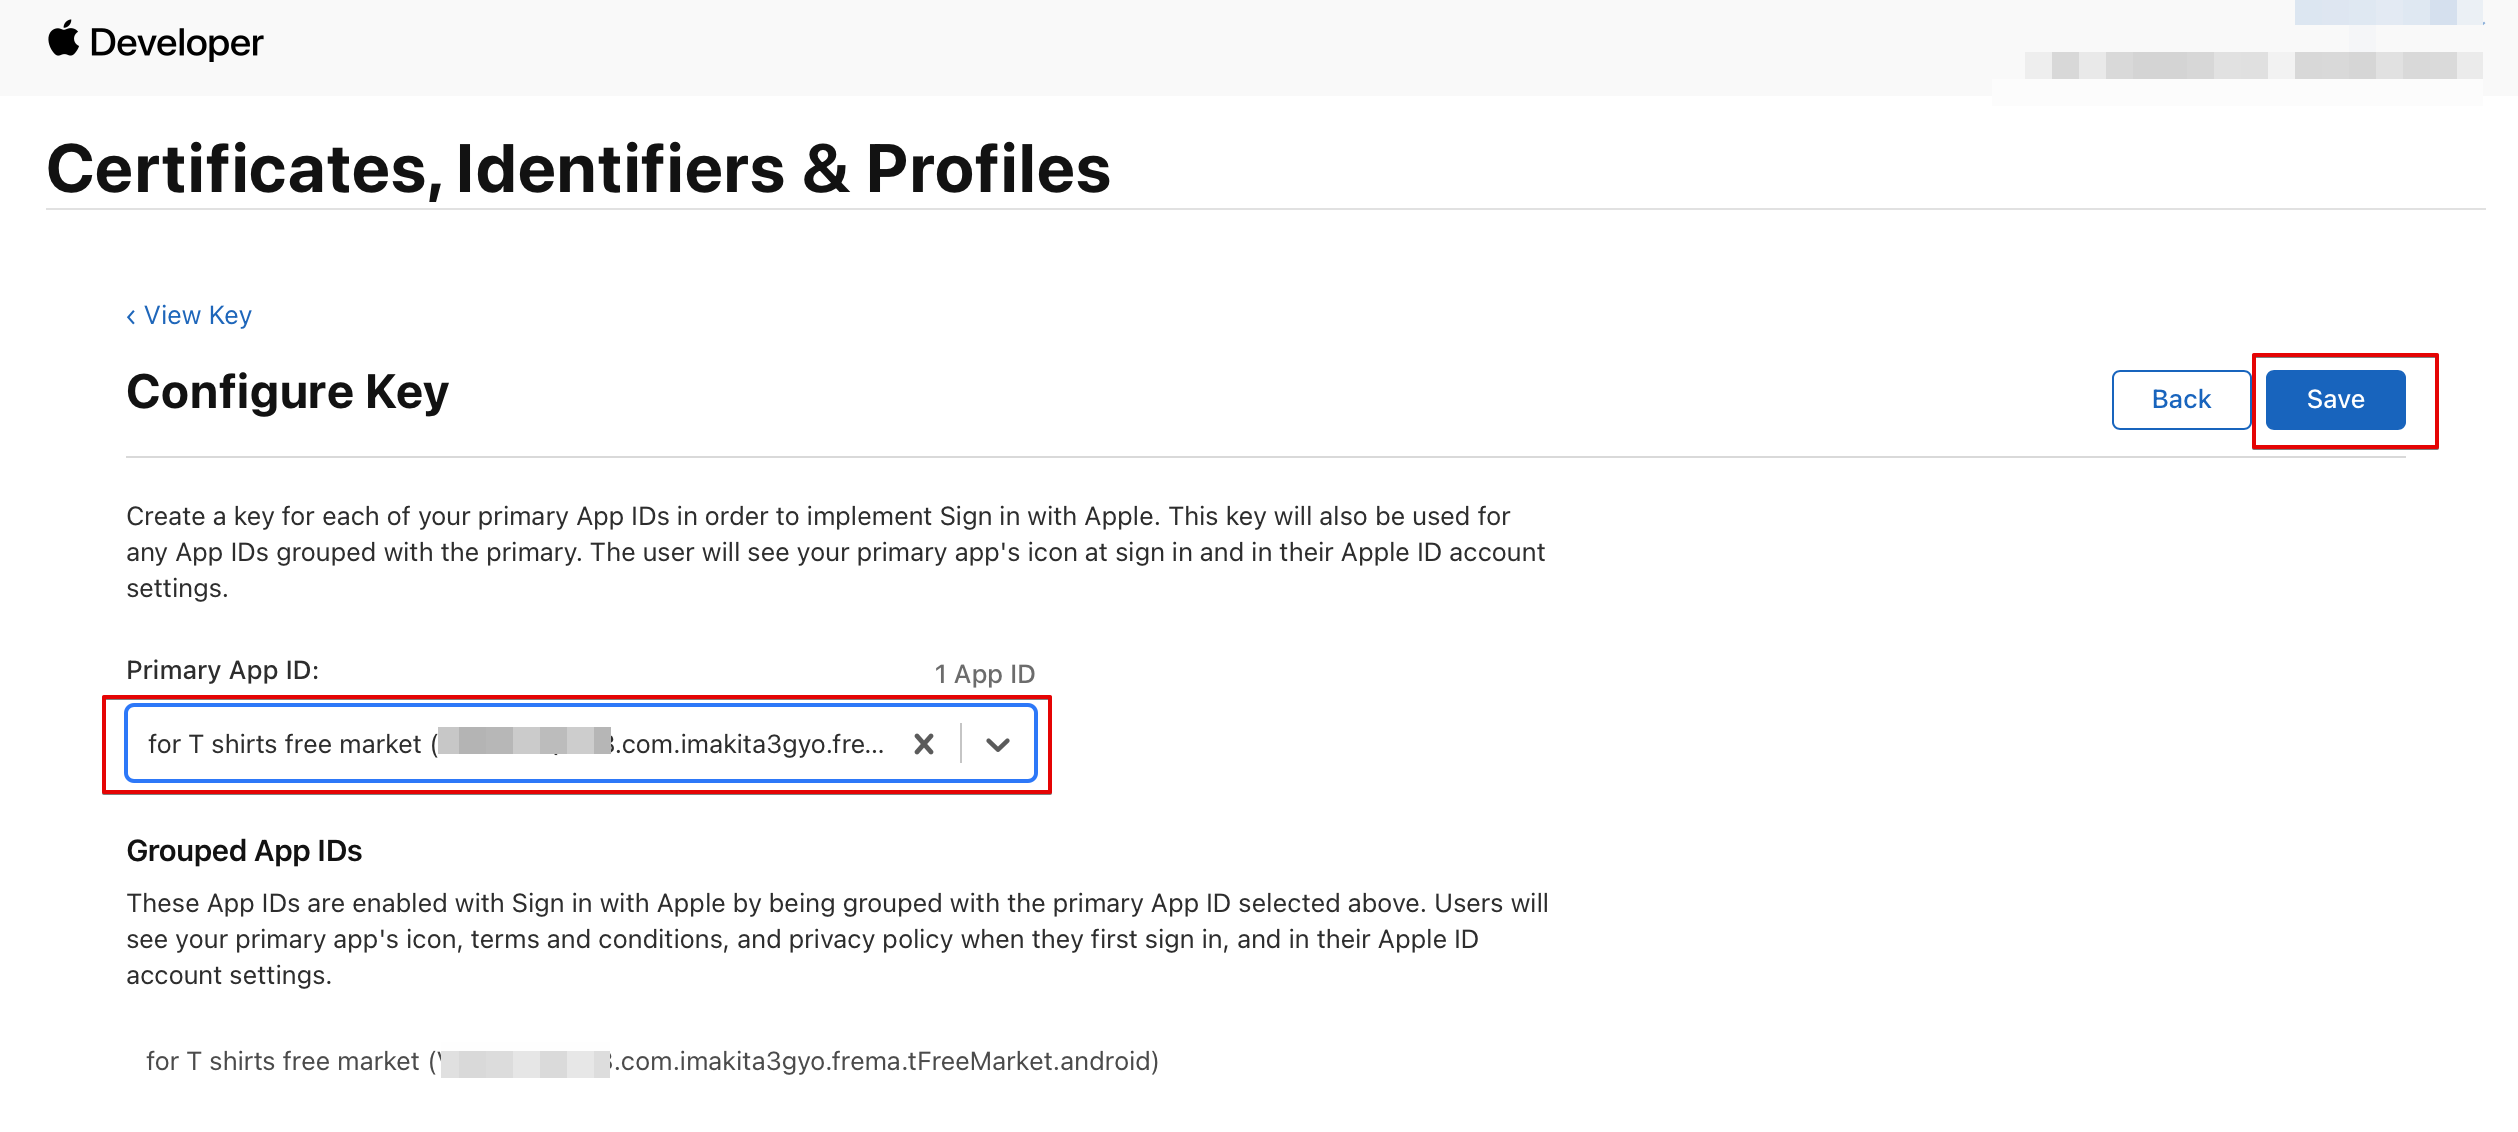 Developer
Certificates, Identifiers & Profiles
‹ View Key
Configure Key
Back
Save
Create a key for each of your primary App IDs in order to implement Sign in with Apple. This key will also be used for
any App IDs grouped with the primary. The user will see your primary app's icon at sign in and in their Apple ID account
settings.
Primary App ID:
1 App ID
for T shirts free market ( .com.imakita3gyo.fre...
Grouped App IDs
These App IDs are enabled with Sign in with Apple by being grouped with the primary App ID selected above. Users will
see your primary app's icon, terms and conditions, and privacy policy when they first sign in, and in their Apple ID
account settings.
for T shirts free market ( .com.imakita3gyo.frema.tFreeMarket.android)